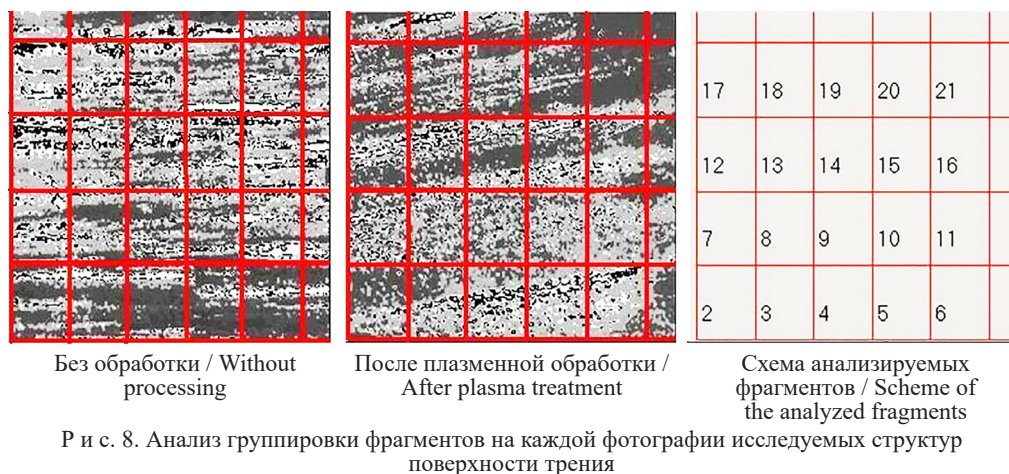 17 18 19 20 21
12 13 14 15 16
7 8 9 10 11
2 3 4 5 6
Без обработки / Without
processing
После плазменной обработки /
After plasma treatment
Схема анализируемых
фрагментов / Scheme of
the analyzed fragments
Р и с. 8. Анализ группировки фрагментов на каждой фотографии исследуемых структур
поверхности трения